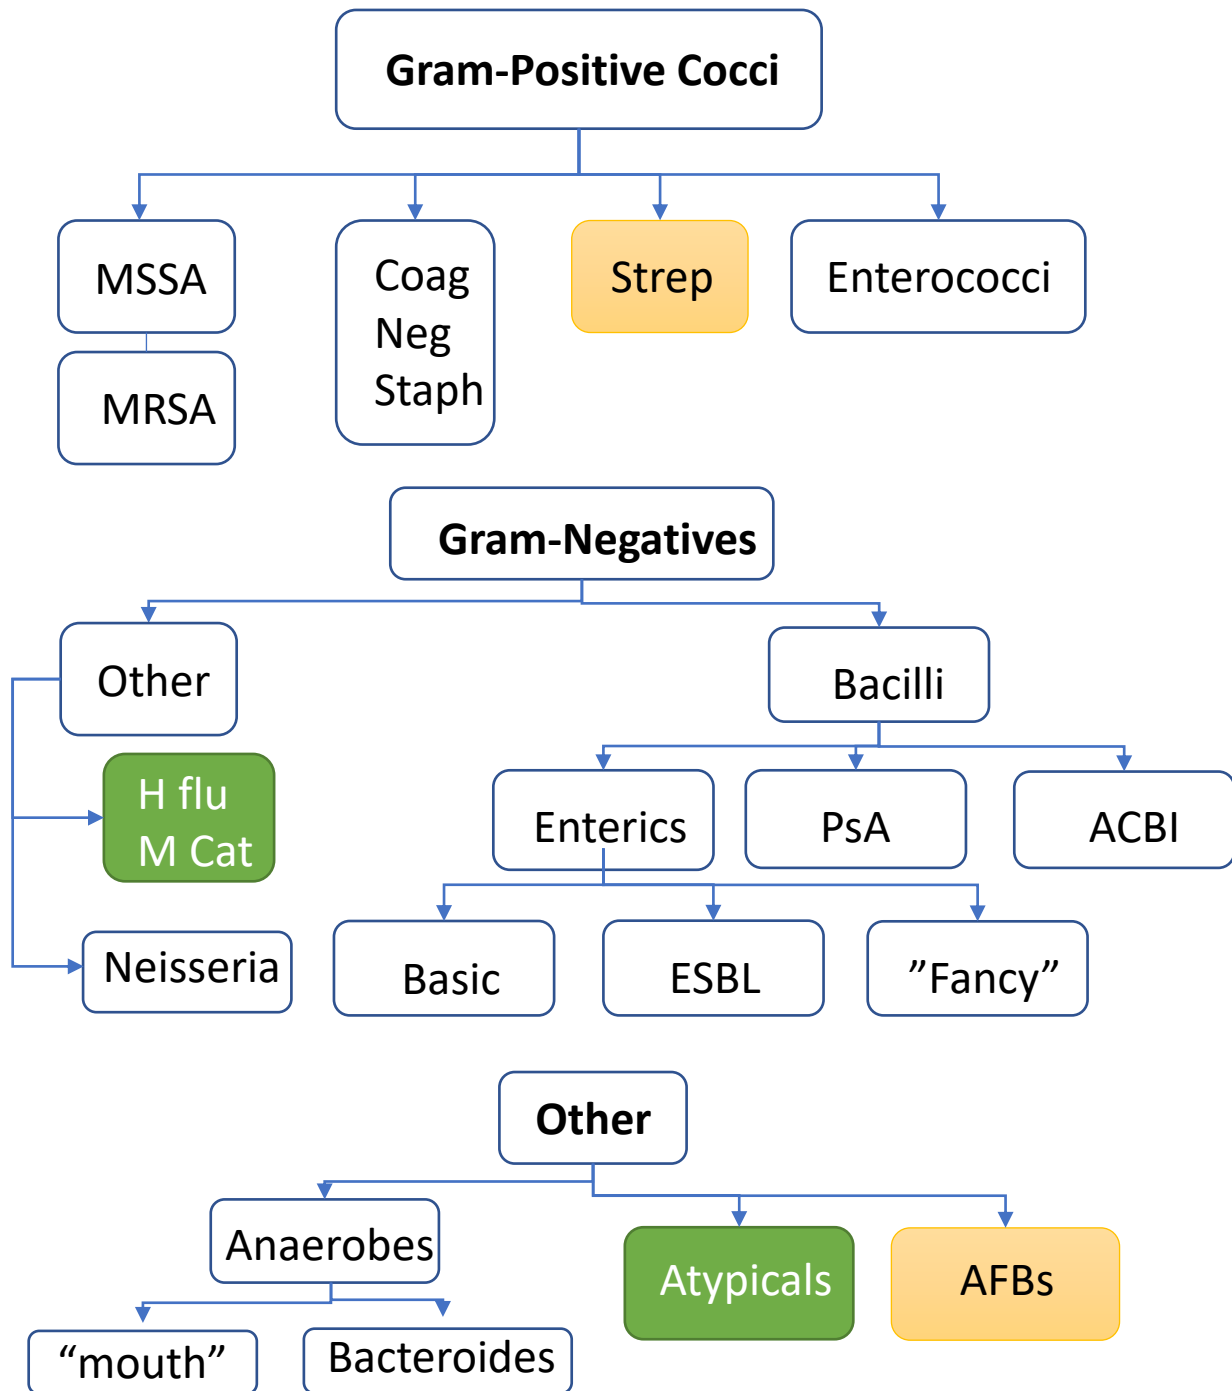 Gram-Positive Cocci
MSSA
MRSA
Coag
Neg
Staph
Strep
Enterococci
Gram-Negatives
Other
Bacilli
H flu
M Cat
Neisseria
Enterics
PsA
ACBI
Basic
ESBL
”Fancy”
Other
Anaerobes
Atypicals
AFBs
“mouth”
Bacteroides